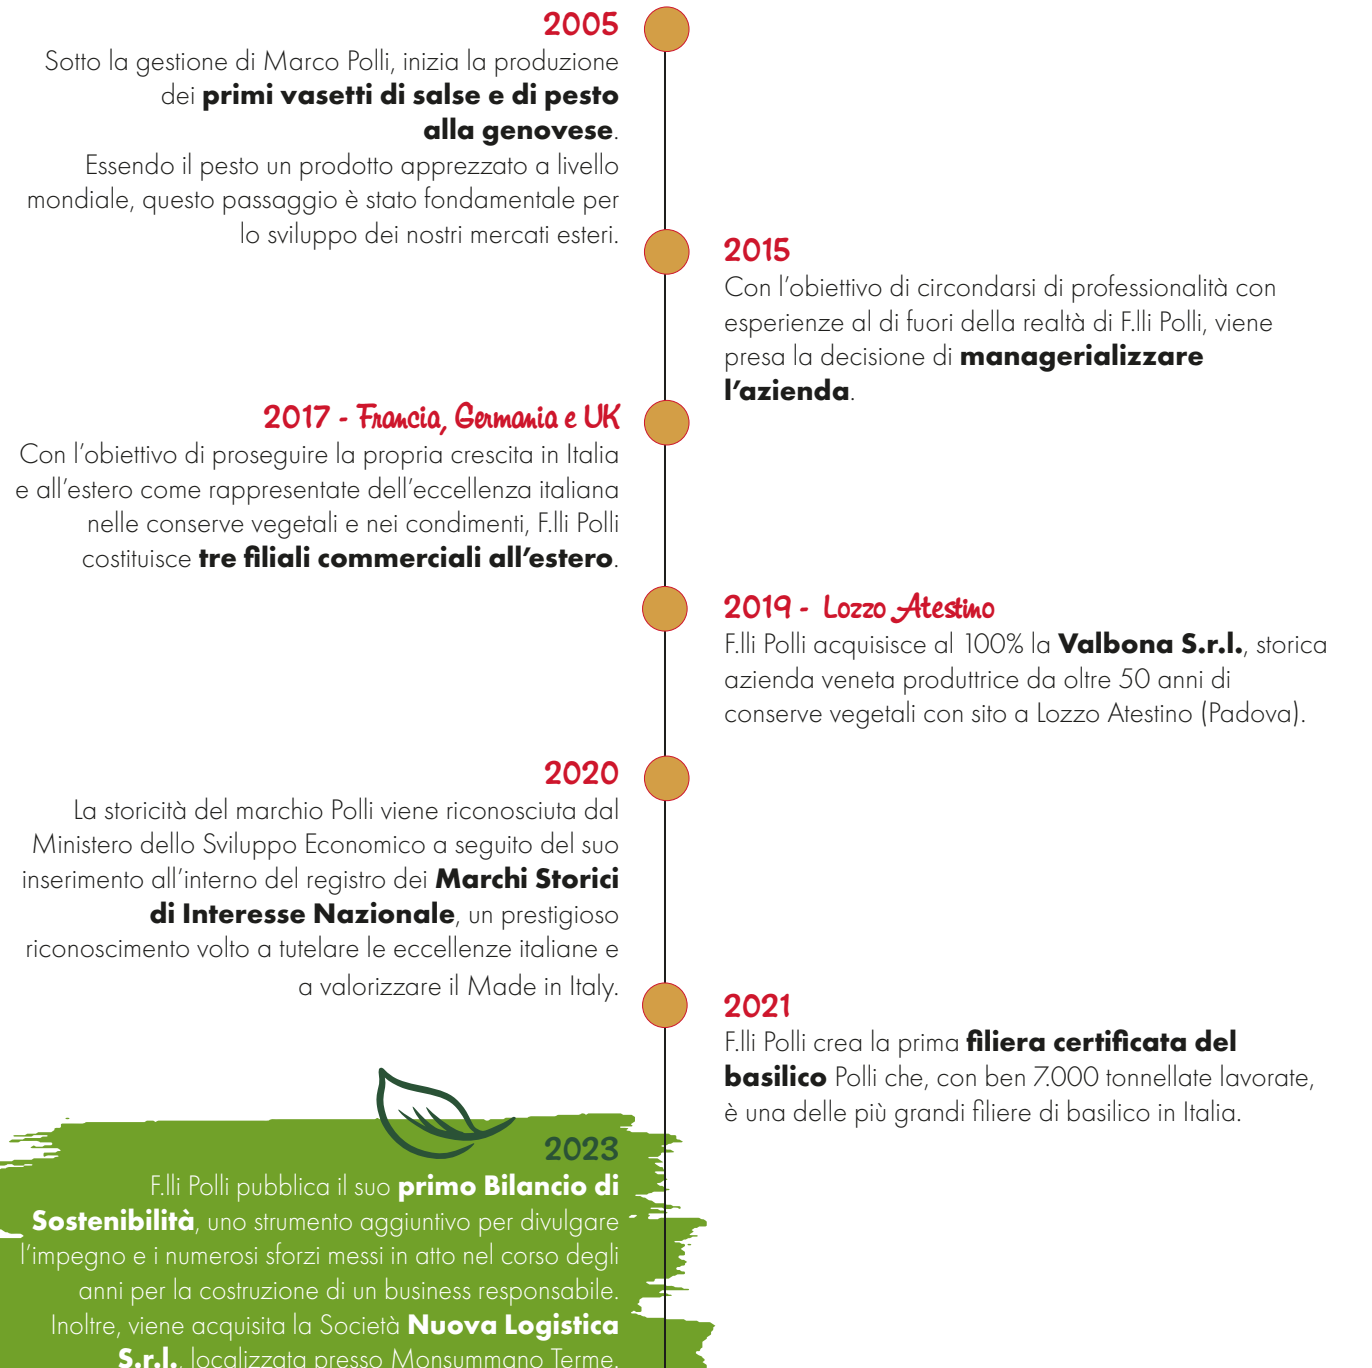 2005
Sotto la gestione di Marco Polli, inizia la produzione
dei primi vasetti di salse e di pesto
alla genovese.
Essendo il pesto un prodotto apprezzato a livello
mondiale, questo passaggio è stato fondamentale per
lo sviluppo dei nostri mercati esteri.
2015
Con l’obiettivo di circondarsi di professionalità con
esperienze al di fuori della realtà di F.lli Polli, viene
presa la decisione di managerializzare
l’azienda.
2017 - Francia, Germania e UK
Con l’obiettivo di proseguire la propria crescita in Italia
e all’estero come rappresentate dell’eccellenza italiana
nelle conserve vegetali e nei condimenti, F.lli Polli
costituisce tre filiali commerciali all’estero.
2019 - Lozzo Atestino
F.lli Polli acquisisce al 100% la Valbona S.r.l., storica
azienda veneta produttrice da oltre 50 anni di
conserve vegetali con sito a Lozzo Atestino (Padova).
2020
La storicità del marchio Polli viene riconosciuta dal
Ministero dello Sviluppo Economico a seguito del suo
inserimento all’interno del registro dei Marchi Storici
di Interesse Nazionale, un prestigioso
riconoscimento volto a tutelare le eccellenze italiane e
a valorizzare il Made in Italy.
2021
F.lli Polli crea la prima filiera certificata del
basilico Polli che, con ben 7.000 tonnellate lavorate,
è una delle più grandi filiere di basilico in Italia.
2023
F.lli Polli pubblica il suo primo Bilancio di
Sostenibilità, uno strumento aggiuntivo per divulgare
l’impegno e i numerosi sforzi messi in atto nel corso degli
anni per la costruzione di un business responsabile.
Inoltre, viene acquisita la Società Nuova Logistica
S.r.l., localizzata presso Monsummano Terme.